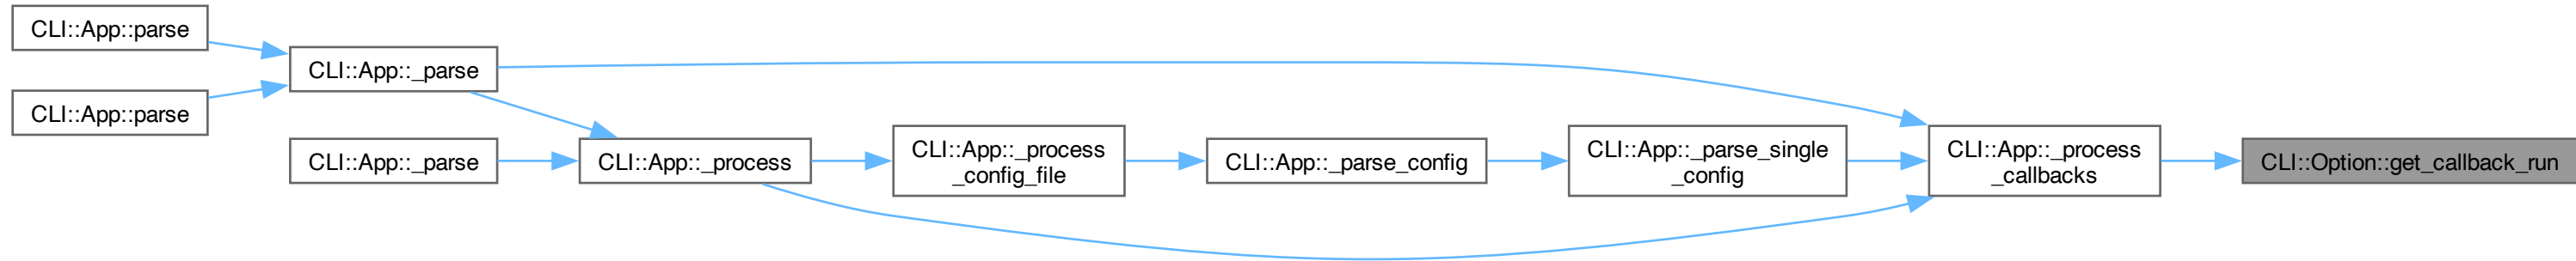 CLI::App::parse
CLI::App::parse
CLI::App::_parse
CLI::App::_parse
CLI::App::_process
CLI::App::_process
_config_file
CLI::App::_parse_config
CLI::App::_parse_single
_config
CLI::App::_process
_callbacks
CLI::Option::get_callback_run